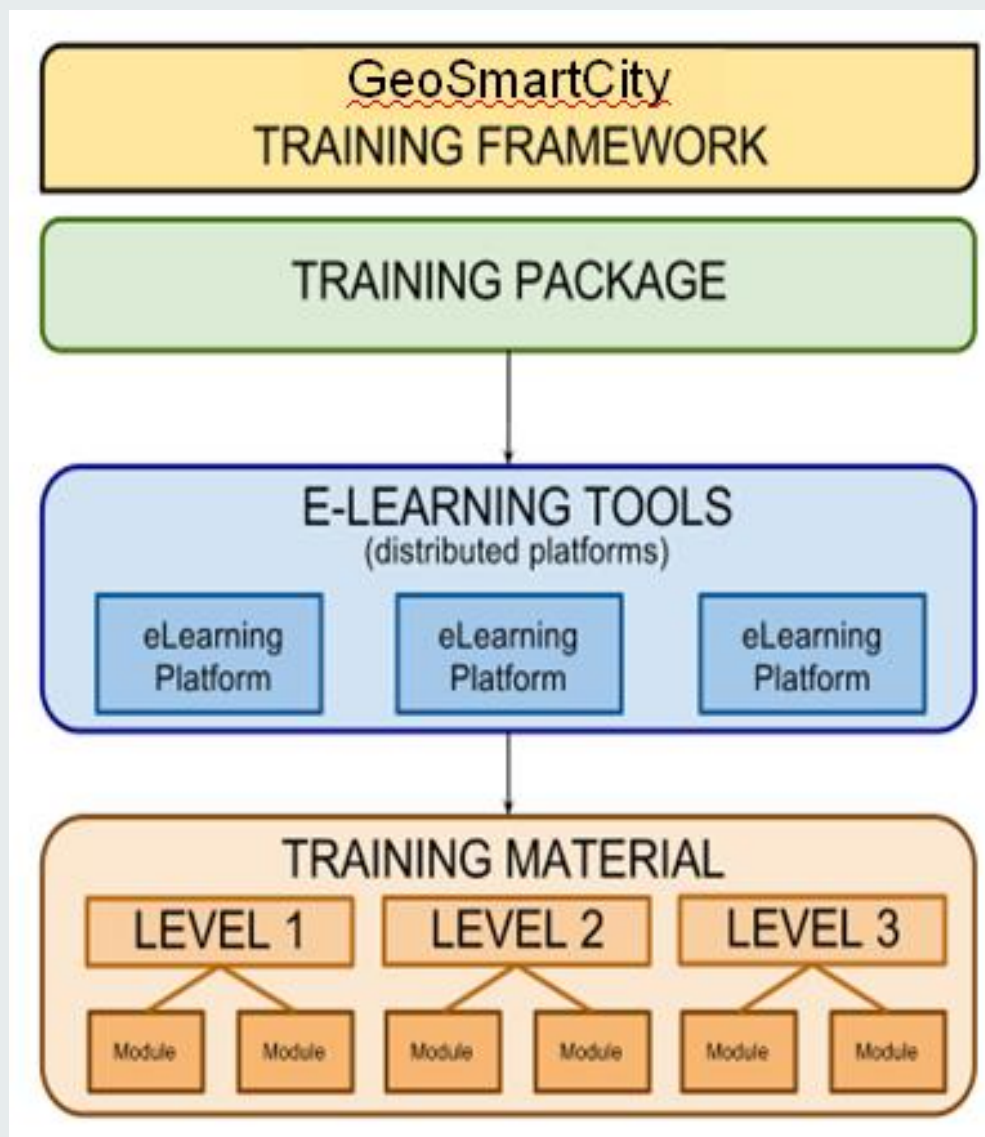 GeoSmartCity
TRAINING FRAMEWORK
TRAINING PACKAGE
E-LEARNING TOOLS
(distributed platforms)
eLearning
Platform
eLearning
Platform
eLearning
Platform
TRAINING MATERIAL
LEVEL 1
LEVEL 2
LEVEL 3
Module
Module
Module
Module
Module
Module